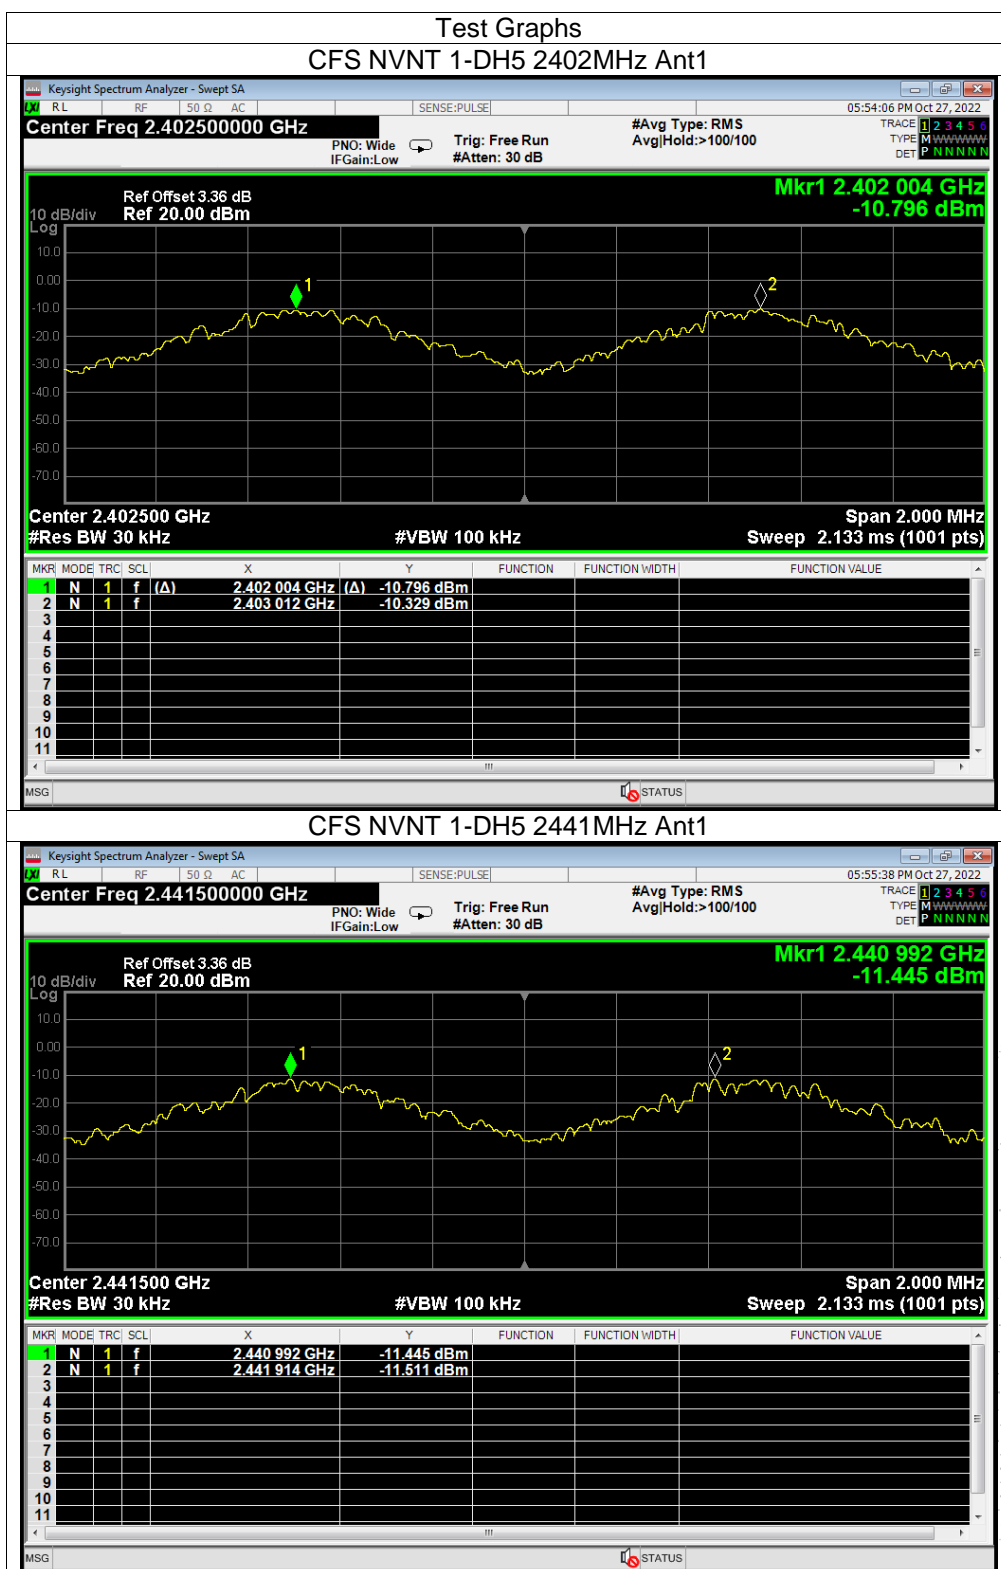 Test Graphs
CFS NVNT 1-DH5 2402MHz Ant1
Keysight Spectrum Analyzer - Swept SA
LXI RL RF 50 Ω AC SENSE:PULSE 05:54:06 PM Oct 27, 2022
Center Freq 2.402500000 GHz #Avg Type: RMS TRACE 1 2 3 4 5 6
PNO: Wide Trig: Free Run Avg|Hold:>100/100 TYPE M W W W W W
IFGain:Low #Atten: 30 dB DET P N N N N N
Mkr1 2.402 004 GHz
Ref Offset 3.36 dB
10 dB/div Ref 20.00 dBm -10.796 dBm
Log
10.0
0.00
1 2
-10.0
-20.0
-30.0
-40.0
-50.0
-60.0
-70.0
Center 2.402500 GHz Span 2.000 MHz
#Res BW 30 kHz #VBW 100 kHz Sweep 2.133 ms (1001 pts)
MKR MODE TRC SCL X Y FUNCTION FUNCTION WIDTH FUNCTION VALUE
1 N 1 f (Δ) 2.402 004 GHz (Δ) -10.796 dBm
2 N 1 f 2.403 012 GHz -10.329 dBm
3
4
5
6
7
8
9
10
11
MSG STATUS
CFS NVNT 1-DH5 2441MHz Ant1
Keysight Spectrum Analyzer - Swept SA
LXI RL RF 50 Ω AC SENSE:PULSE 05:55:38 PM Oct 27, 2022
Center Freq 2.441500000 GHz #Avg Type: RMS TRACE 1 2 3 4 5 6
PNO: Wide Trig: Free Run Avg|Hold:>100/100 TYPE M W W W W W
IFGain:Low #Atten: 30 dB DET P N N N N N
Mkr1 2.440 992 GHz
Ref Offset 3.36 dB
10 dB/div Ref 20.00 dBm -11.445 dBm
Log
10.0
0.00
1 2
-10.0
-20.0
-30.0
-40.0
-50.0
-60.0
-70.0
Center 2.441500 GHz Span 2.000 MHz
#Res BW 30 kHz #VBW 100 kHz Sweep 2.133 ms (1001 pts)
MKR MODE TRC SCL X Y FUNCTION FUNCTION WIDTH FUNCTION VALUE
1 N 1 f 2.440 992 GHz -11.445 dBm
2 N 1 f 2.441 914 GHz -11.511 dBm
3
4
5
6
7
8
9
10
11
MSG STATUS